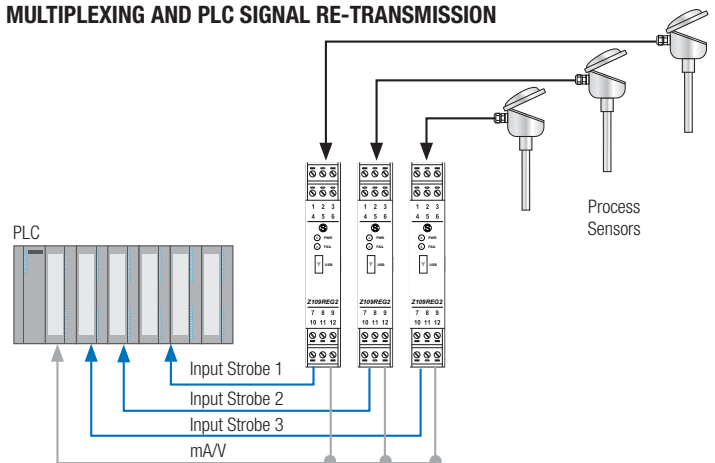 MULTIPLEXING AND PLC SIGNAL RE-TRANSMISSION
Process
Sensors
PLC
1 2 3
4 5 6
S
PWR
FAIL
USB
Z109REG2
7 8 9
10 11 12
1 2 3
4 5 6
S
PWR
FAIL
USB
Z109REG2
7 8 9
10 11 12
1 2 3
4 5 6
S
PWR
FAIL
USB
Z109REG2
7 8 9
10 11 12
Input Strobe 1
Input Strobe 2
Input Strobe 3
mA/V